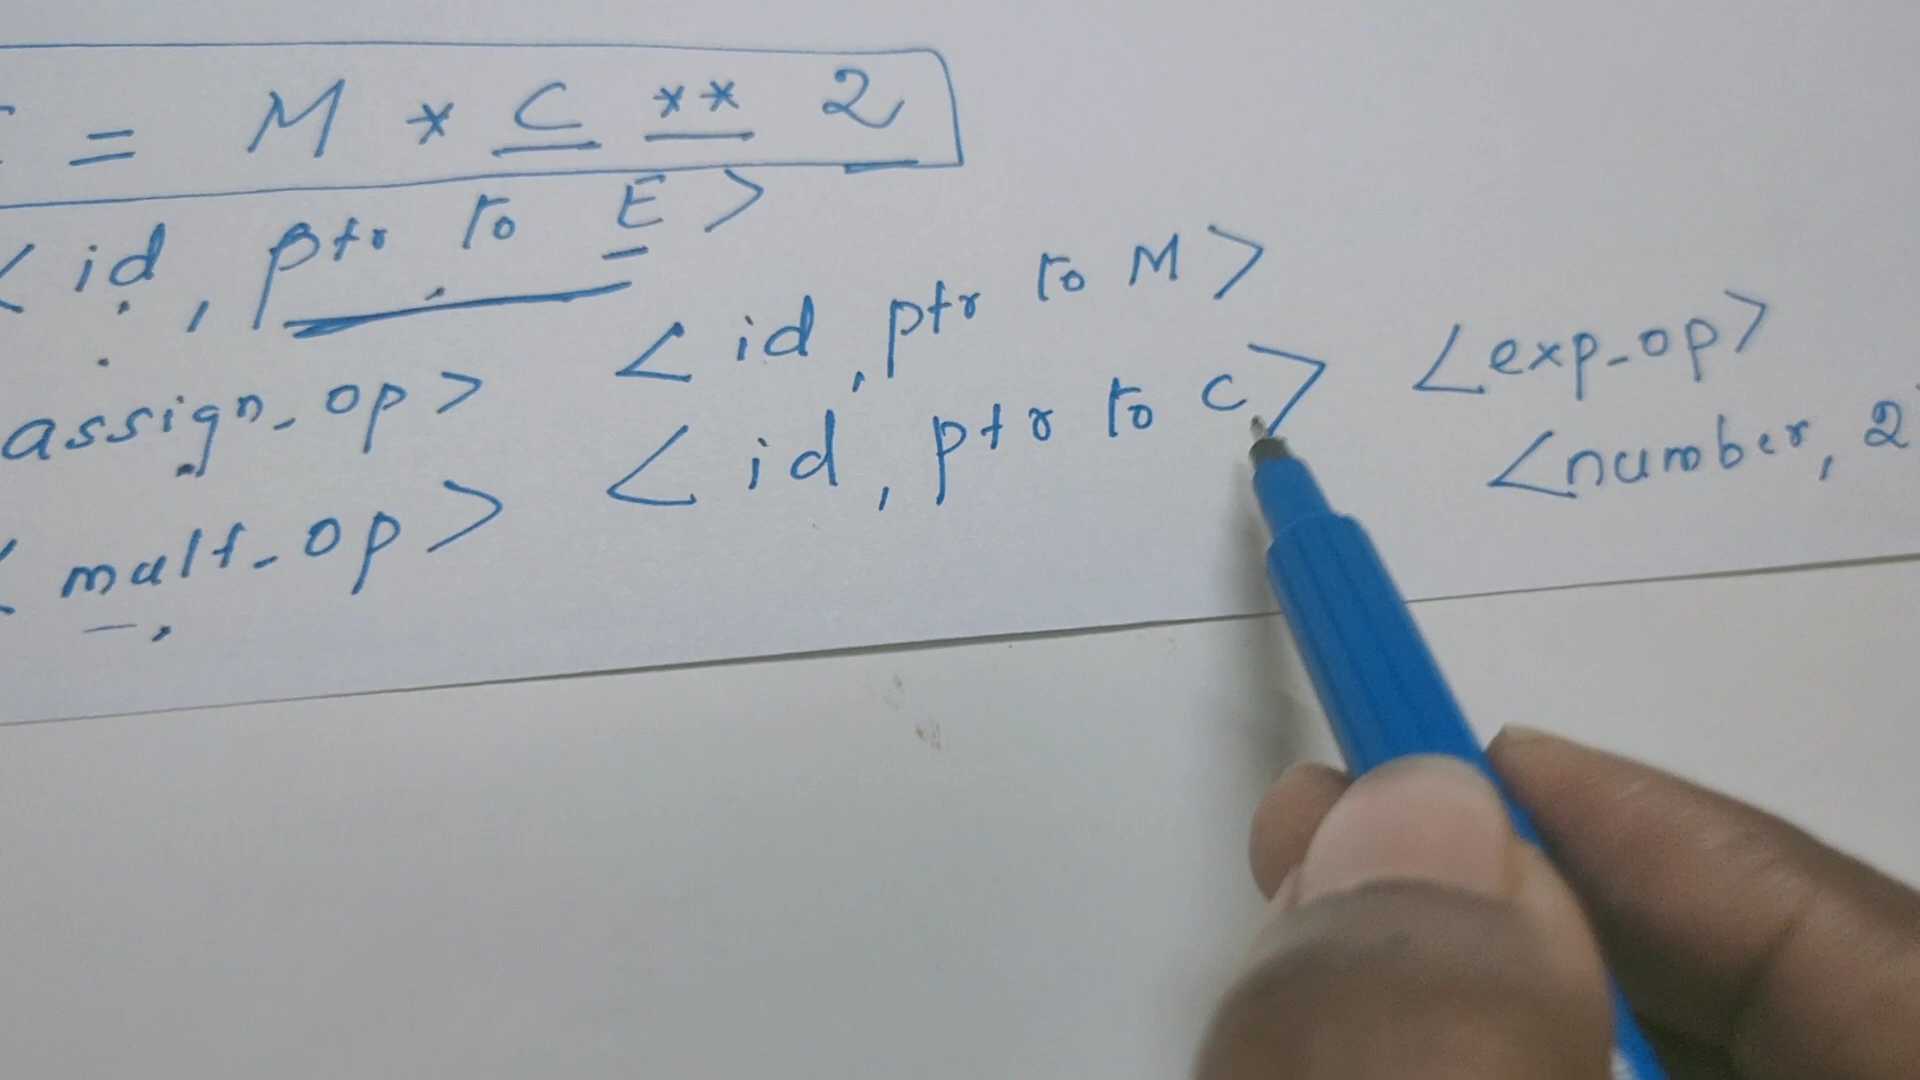 = M * C ** 2
< id, ptr to E >
assign_op >
< mult_op >
< id, ptr to M >
< id, ptr to C >
<exp_op>
<number, 2